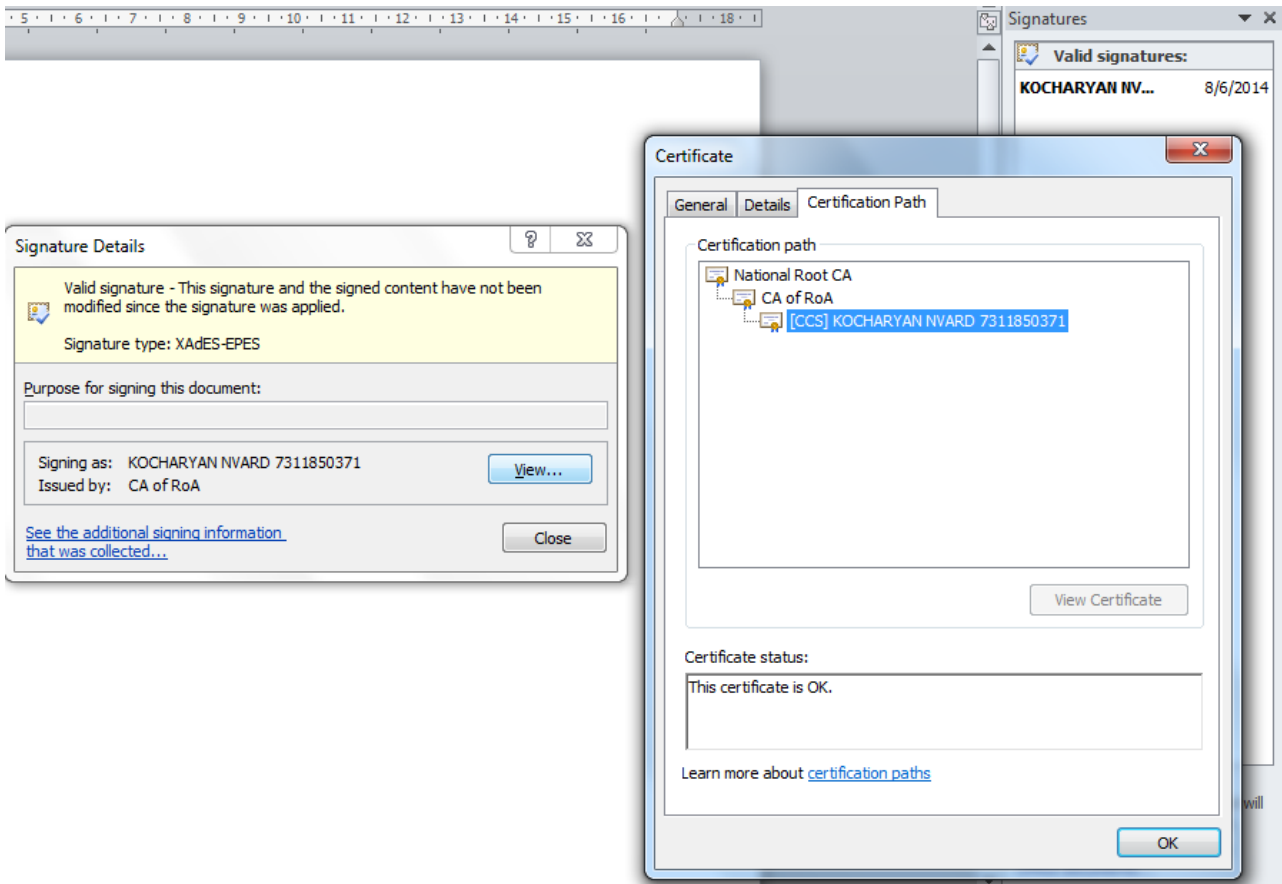 5 6 7 8 9 10 11 12 13 14 15 16 18
Signatures
Valid signatures:
KOCHARYAN NV... 8/6/2014
Signature Details
?
Valid signature - This signature and the signed content have not been
modified since the signature was applied.
Signature type: XAdES-EPES
Purpose for signing this document:
Signing as: KOCHARYAN NVARD 7311850371
Issued by: CA of RoA
View...
See the additional signing information
that was collected...
Close
Certificate
General Details Certification Path
Certification path
National Root CA
CA of RoA
[CCS] KOCHARYAN NVARD 7311850371
View Certificate
Certificate status:
This certificate is OK.
Learn more about certification paths
OK
will